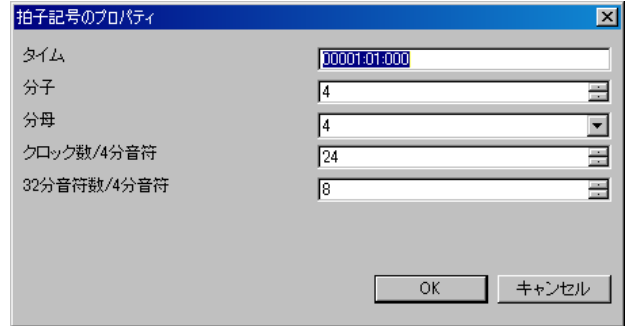 拍子記号のプロパティ
タイム 00001:01:000
分子 4
分母 4
クロック数/4分音符 24
32分音符数/4分音符 8
OK キャンセル